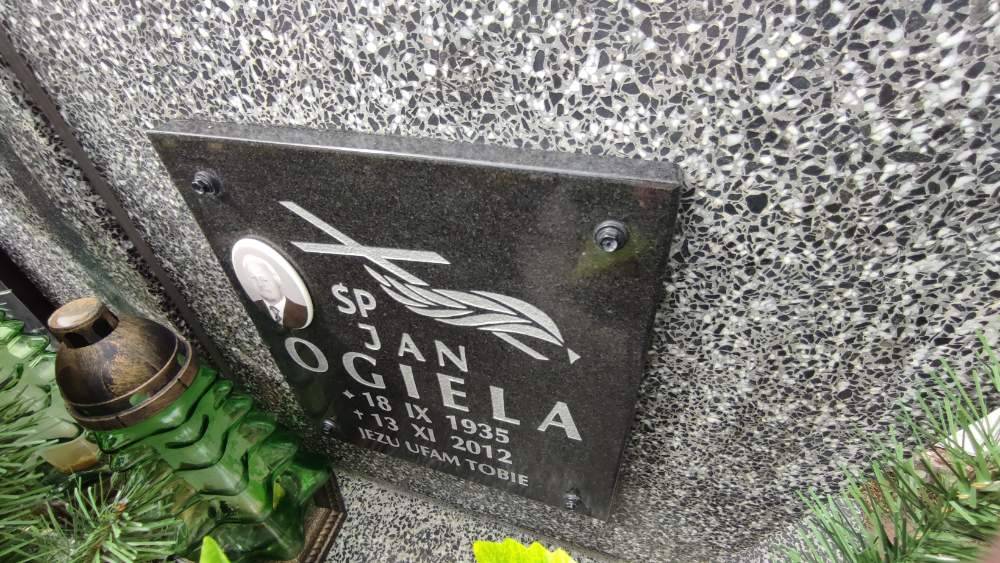 ŚP
JAN
OGIELA
✦ 18 IX 1935
† 13 XI 2012
JEZU UFAM TOBIE